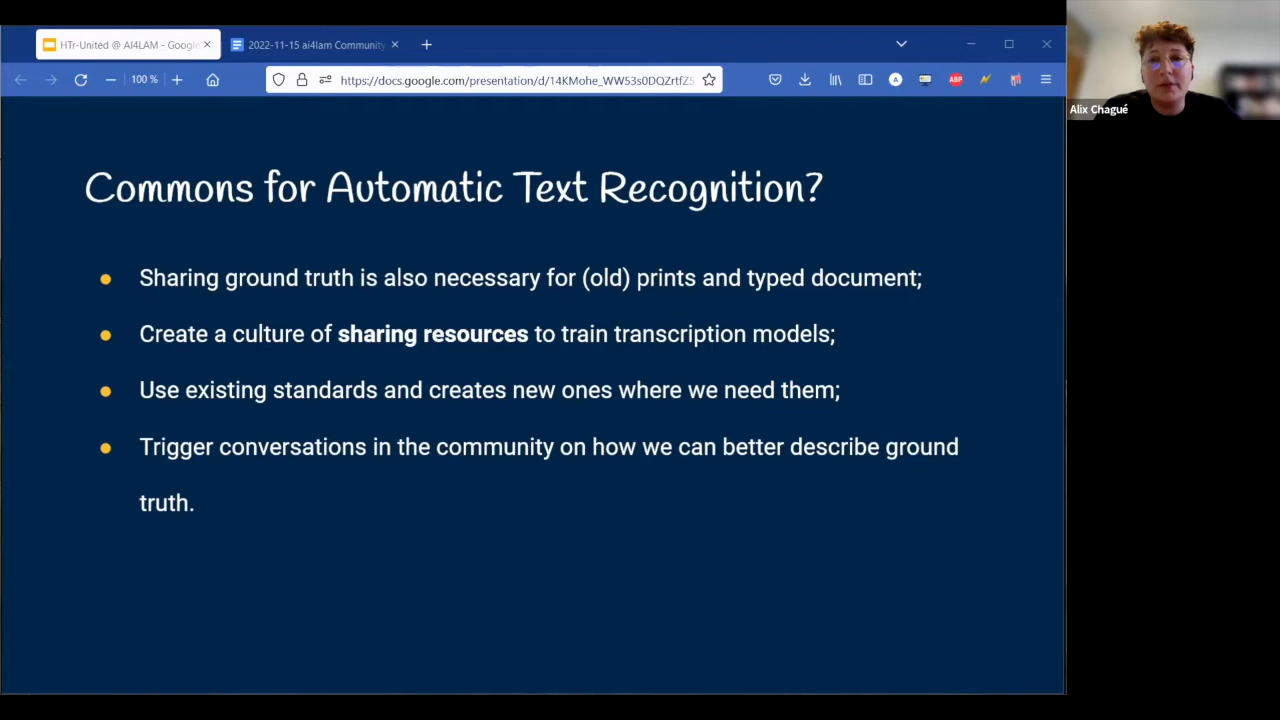 HTr-United @ AI4LAM - Google
2022-11-15 ai4lam Community
100 %
https://docs.google.com/presentation/d/14KMohe_WW53s0DQZrtfZ5
A
ABP
Alix Chagué
Commons for Automatic Text Recognition?
Sharing ground truth is also necessary for (old) prints and typed document;
Create a culture of sharing resources to train transcription models;
Use existing standards and creates new ones where we need them;
Trigger conversations in the community on how we can better describe ground
truth.